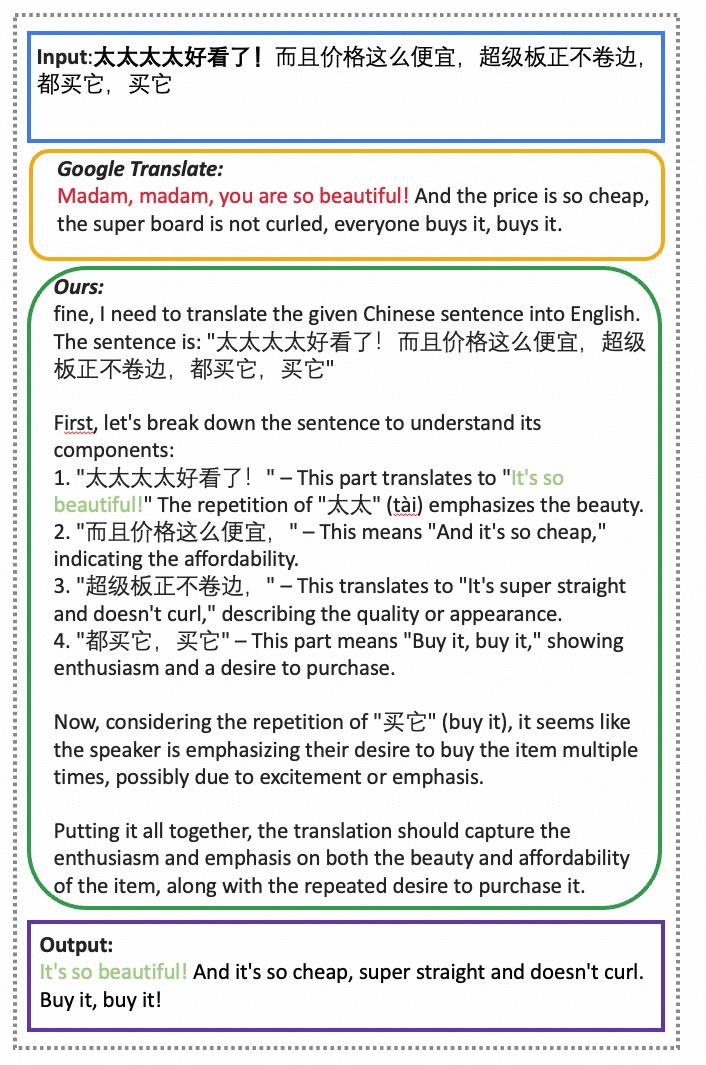 Input:太太太太好看了！而且价格这么便宜，超级板正不卷边，
都买它，买它
Google Translate:
Madam, madam, you are so beautiful! And the price is so cheap,
the super board is not curled, everyone buys it, buys it.
Ours:
fine, I need to translate the given Chinese sentence into English.
The sentence is: "太太太太好看了！而且价格这么便宜，超级
板正不卷边，都买它，买它"
First, let's break down the sentence to understand its
components:
1. "太太太太好看了！" – This part translates to "It's so
beautiful!" The repetition of "太太" (tài) emphasizes the beauty.
2. "而且价格这么便宜，" – This means "And it's so cheap,"
indicating the affordability.
3. "超级板正不卷边，" – This translates to "It's super straight
and doesn't curl," describing the quality or appearance.
4. "都买它，买它" – This part means "Buy it, buy it," showing
enthusiasm and a desire to purchase.
Now, considering the repetition of "买它" (buy it), it seems like
the speaker is emphasizing their desire to buy the item multiple
times, possibly due to excitement or emphasis.
Putting it all together, the translation should capture the
enthusiasm and emphasis on both the beauty and affordability
of the item, along with the repeated desire to purchase it.
Output:
It's so beautiful! And it's so cheap, super straight and doesn't curl.
Buy it, buy it!